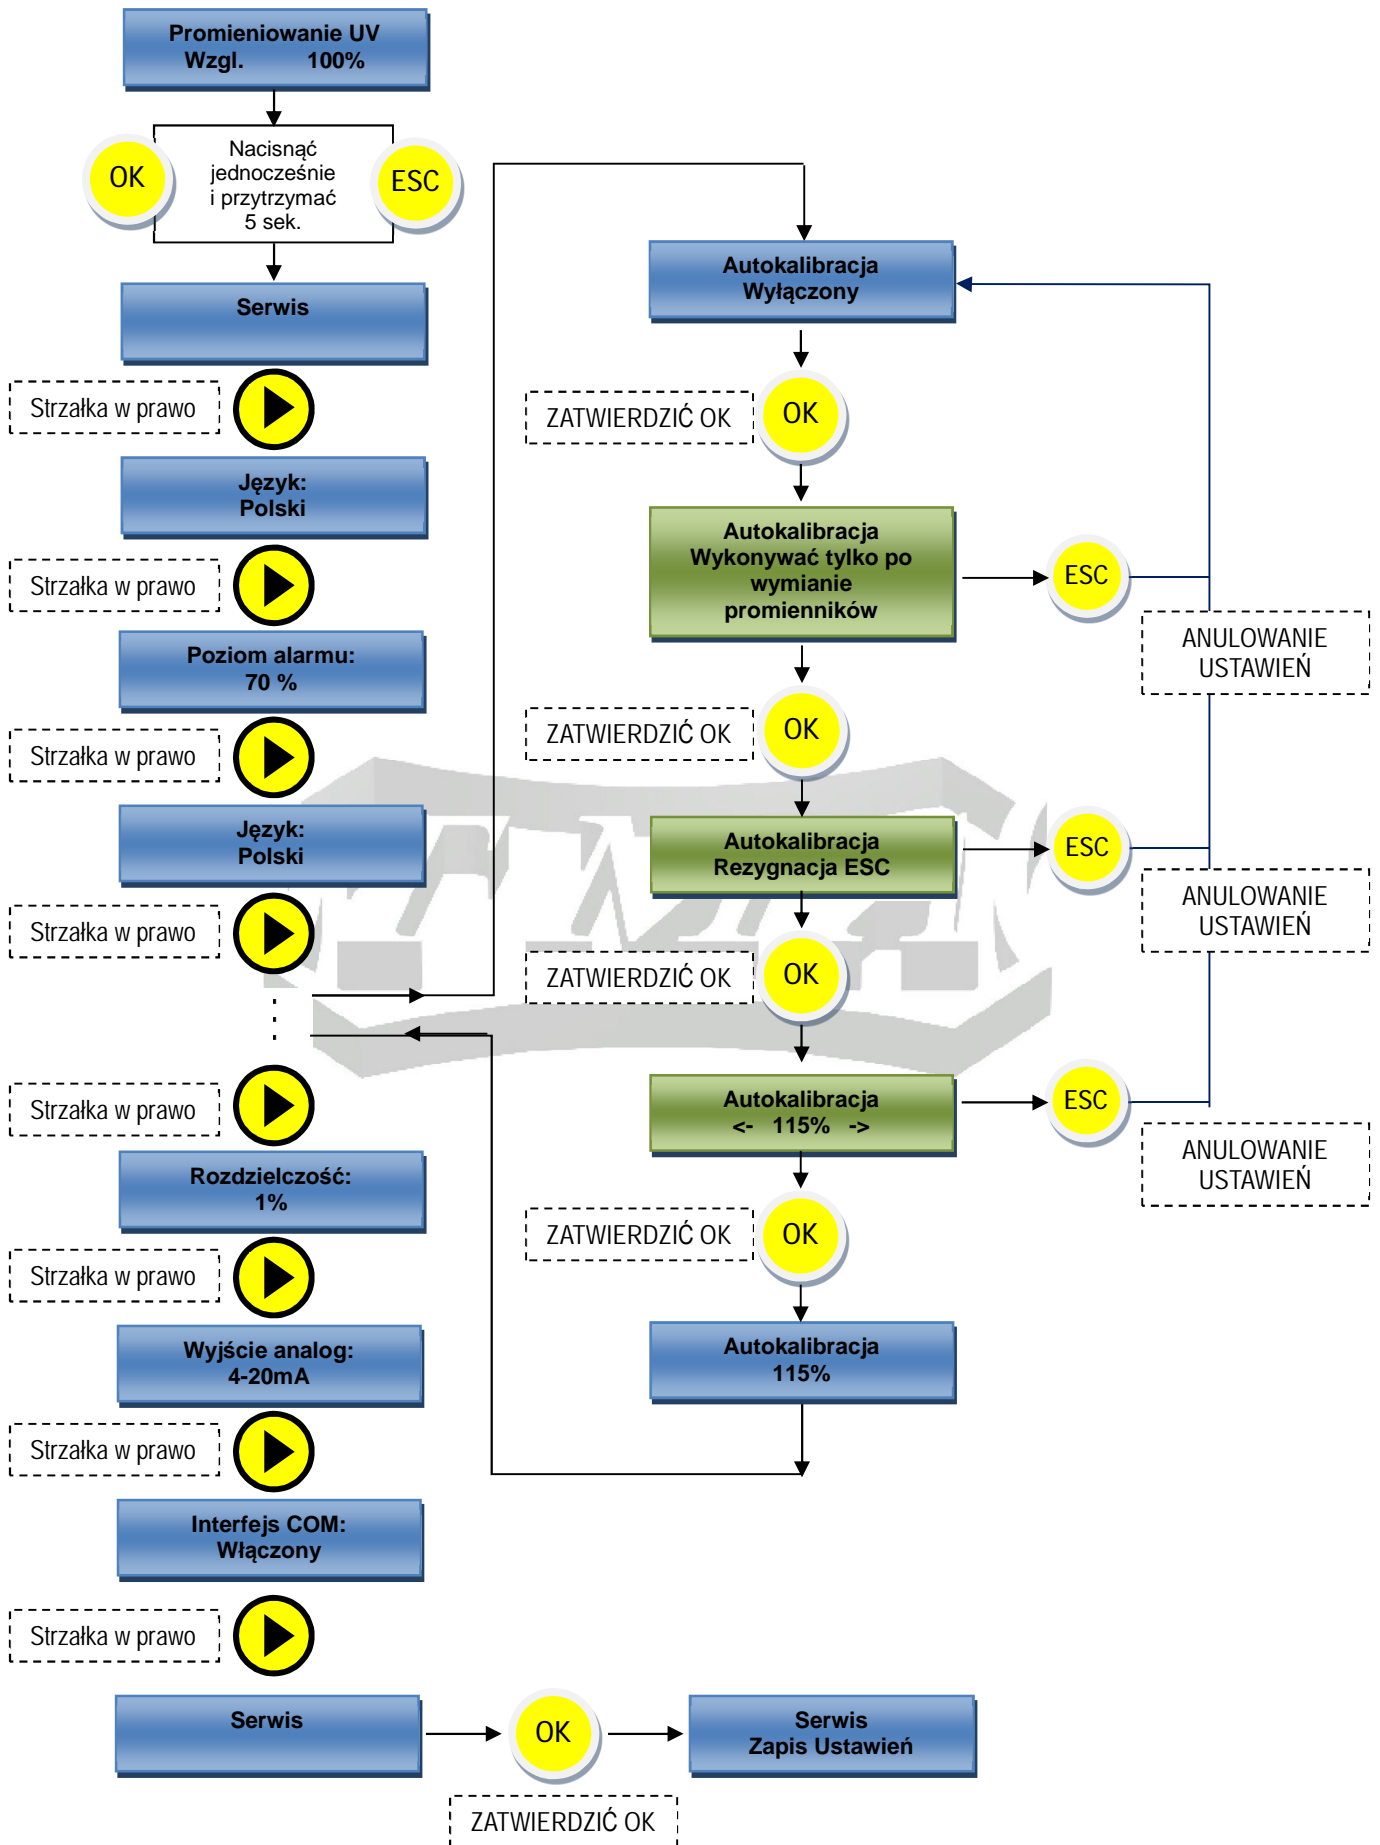 Promieniowanie UV
Wzgl. 100%
OK
Nacisnąć
jednocześnie
i przytrzymać
5 sek.
ESC
Serwis
Strzałka w prawo
Język:
Polski
Strzałka w prawo
Poziom alarmu:
70 %
Strzałka w prawo
Język:
Polski
Strzałka w prawo
Strzałka w prawo
Rozdzielczość:
1%
Strzałka w prawo
Wyjście analog:
4-20mA
Strzałka w prawo
Interfejs COM:
Włączony
Strzałka w prawo
Serwis
OK
ZATWIERDZIĆ OK
Serwis
Zapis Ustawień
Autokalibracja
Wyłączony
ZATWIERDZIĆ OK
OK
Autokalibracja
Wykonywać tylko po
wymianie
promienników
ESC
ANULOWANIE
USTAWIEŃ
ZATWIERDZIĆ OK
OK
Autokalibracja
Rezygnacja ESC
ESC
ANULOWANIE
USTAWIEŃ
ZATWIERDZIĆ OK
OK
Autokalibracja
<- 115% ->
ESC
ANULOWANIE
USTAWIEŃ
ZATWIERDZIĆ OK
OK
Autokalibracja
115%